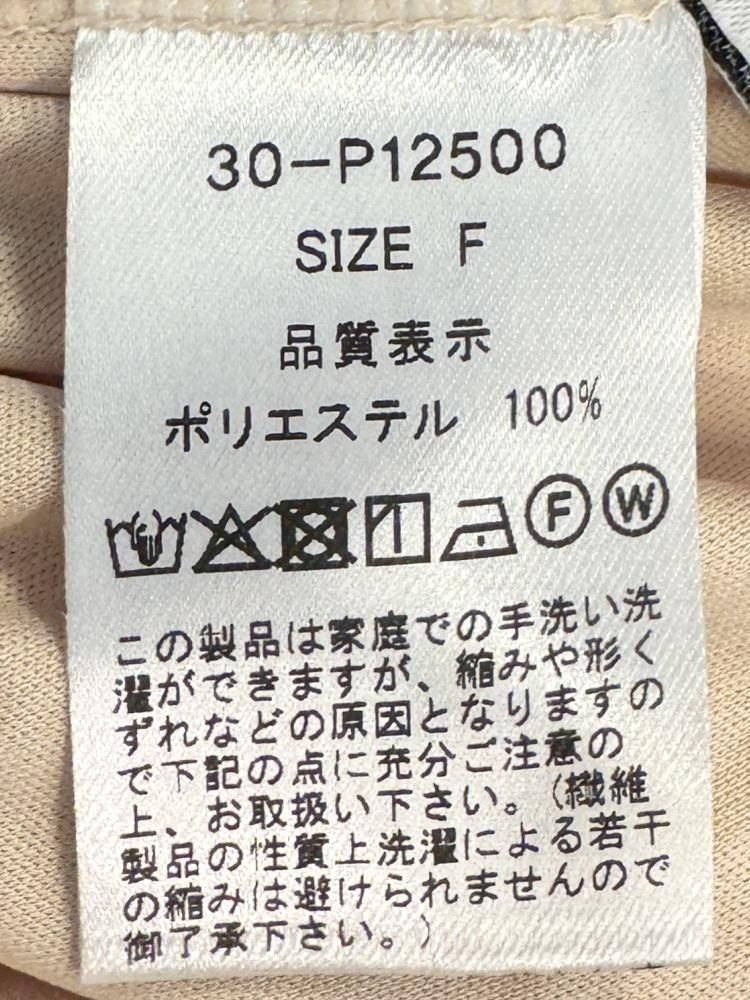 30-P12500
SIZE F
品質表示
ポリエステル 100%
F W
この製品は家庭での手洗い洗
濯ができますが、縮みや形く
ずれなどの原因となりますの
で下記の点に充分ご注意の
上、お取扱い下さい。(繊維
製品の性質上洗濯による若干
の縮みは避けられませんので
御了承下さい。)